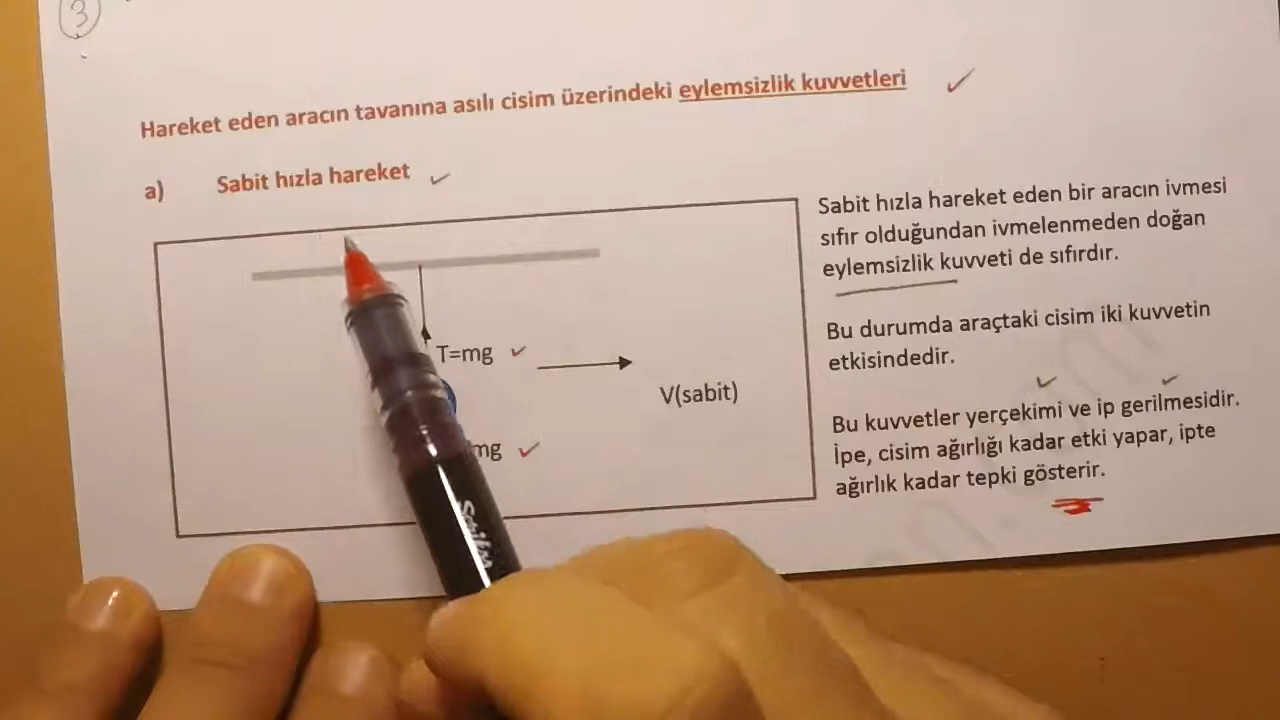 3
Hareket eden aracın tavanına asılı cisim üzerindeki eylemsizlik kuvvetleri
a) Sabit hızla hareket
T=mg
V(sabit)
mg
Sabit hızla hareket eden bir aracın ivmesi
sıfır olduğundan ivmelenmeden doğan
eylemsizlik kuvveti de sıfırdır.
Bu durumda araçtaki cisim iki kuvvetin
etkisindedir.
Bu kuvvetler yerçekimi ve ip gerilmesidir.
İpe, cisim ağırlığı kadar etki yapar, ipte
ağırlık kadar tepki gösterir.